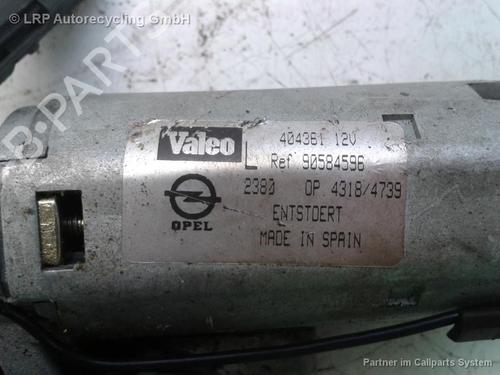 © LRP Autorecycling GmbH
Valeo
404361 12V
L Ref 90584596
2380 OP. 4318/4739
OPEL
ENTSTOERT
MADE IN SPAIN
Partner im Callparts System